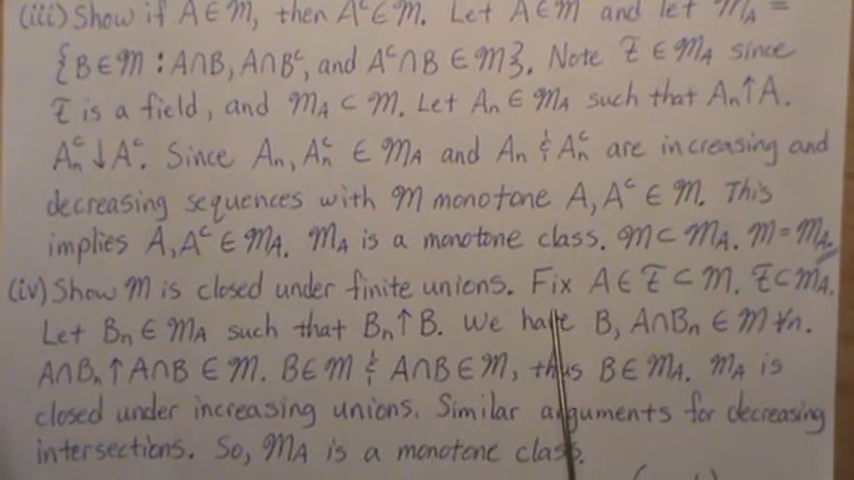 (iii) Show if A ∈ 𝓜, then Aᶜ ∈ 𝓜. Let A ∈ 𝓜 and let 𝓜_A =
{B ∈ 𝓜 : A∩B, A∩Bᶜ, and Aᶜ∩B ∈ 𝓜}. Note Ƒ ∈ 𝓜_A since
Ƒ is a field, and 𝓜_A ⊂ 𝓜. Let Aₙ ∈ 𝓜_A such that Aₙ↑A.
Aₙᶜ ↓ Aᶜ. Since Aₙ, Aₙᶜ ∈ 𝓜_A and Aₙ & Aₙᶜ are increasing and
decreasing sequences with 𝓜 monotone A, Aᶜ ∈ 𝓜. This
implies A, Aᶜ ∈ 𝓜_A. 𝓜_A is a monotone class. 𝓜 ⊂ 𝓜_A. 𝓜 = 𝓜_A.
(iv) Show 𝓜 is closed under finite unions. Fix A ∈ Ƒ ⊂ 𝓜. Ƒ ⊂ 𝓜_A.
Let Bₙ ∈ 𝓜_A such that Bₙ↑B. We have B, A∩Bₙ ∈ 𝓜 ∀n.
A∩Bₙ ↑ A∩B ∈ 𝓜. B ∈ 𝓜 & A∩B ∈ 𝓜, thus B ∈ 𝓜_A. 𝓜_A is
closed under increasing unions. Similar arguments for decreasing
intersections. So, 𝓜_A is a monotone class.